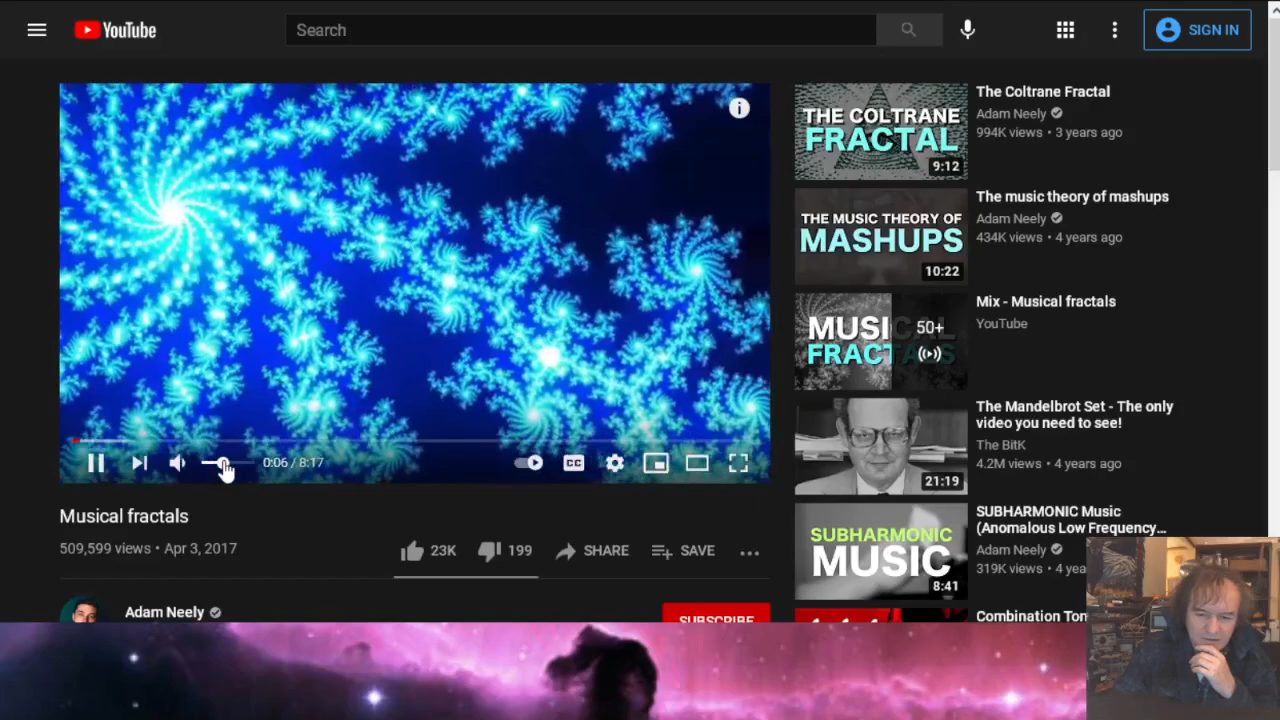 YouTube
Search
SIGN IN
i
0:06 / 8:17
CC
Musical fractals
509,599 views • Apr 3, 2017
23K
199
SHARE
SAVE
Adam Neely
SUBSCRIBE
THE COLTRANE
FRACTAL
9:12
The Coltrane Fractal
Adam Neely
994K views • 3 years ago
THE MUSIC THEORY OF
MASHUPS
10:22
The music theory of mashups
Adam Neely
434K views • 4 years ago
MUSICAL
FRACTALS
50+
Mix - Musical fractals
YouTube
21:19
The Mandelbrot Set - The only
video you need to see!
The BitK
4.2M views • 4 years ago
SUBHARMONIC
MUSIC
8:41
SUBHARMONIC Music
(Anomalous Low Frequency...
Adam Neely
319K views • 4 yea
Combination Ton